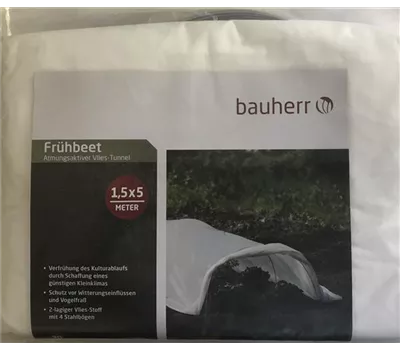 bauherr
Frühbeet
Atmungsaktiver Vlies-Tunnel
1,5x5
METER
• Verfrühung des Kulturablaufs
durch Schaffung eines
günstigen Kleinklimas
• Schutz vor Witterungseinflüssen
und Vogelfraß
• 2-lagiger Vlies-Stoff
mit 4 Stahlbögen